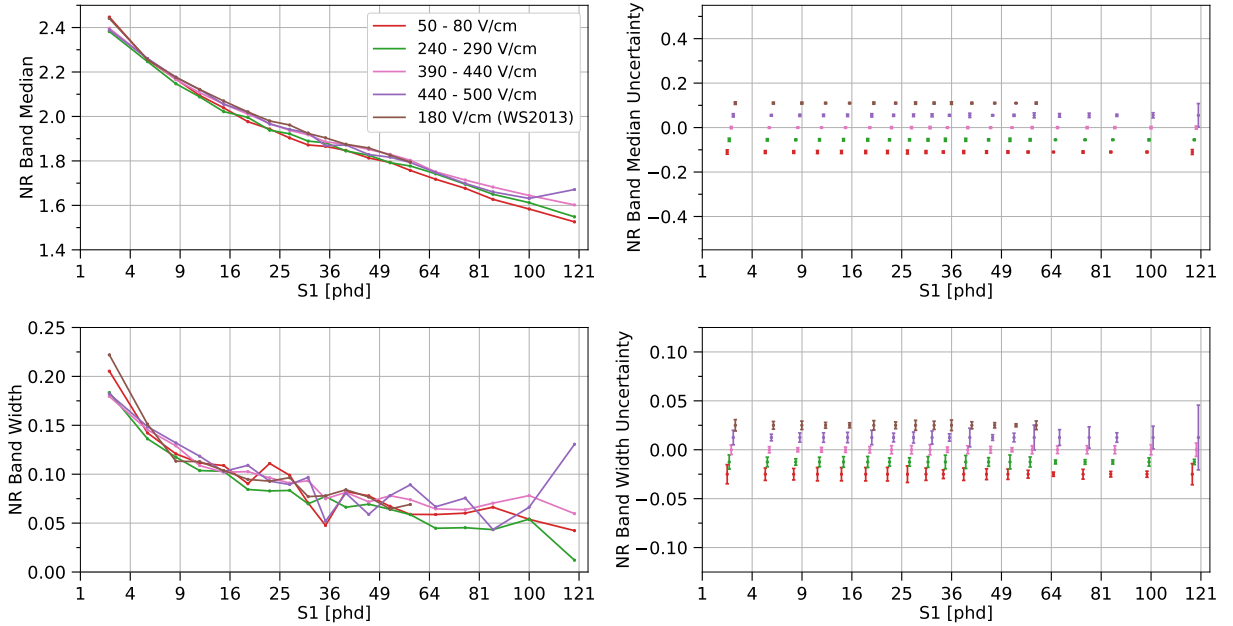 NR Band Median
2.4
2.2
2.0
1.8
1.6
1.4
50 - 80 V/cm
240 - 290 V/cm
390 - 440 V/cm
440 - 500 V/cm
180 V/cm (WS2013)
1 4 9 16 25 36 49 64 81 100 121
S1 [phd]
NR Band Median Uncertainty
0.4
0.2
0.0
−0.2
−0.4
1 4 9 16 25 36 49 64 81 100 121
S1 [phd]
NR Band Width
0.25
0.20
0.15
0.10
0.05
0.00
1 4 9 16 25 36 49 64 81 100 121
S1 [phd]
NR Band Width Uncertainty
0.10
0.05
0.00
−0.05
−0.10
1 4 9 16 25 36 49 64 81 100 121
S1 [phd]